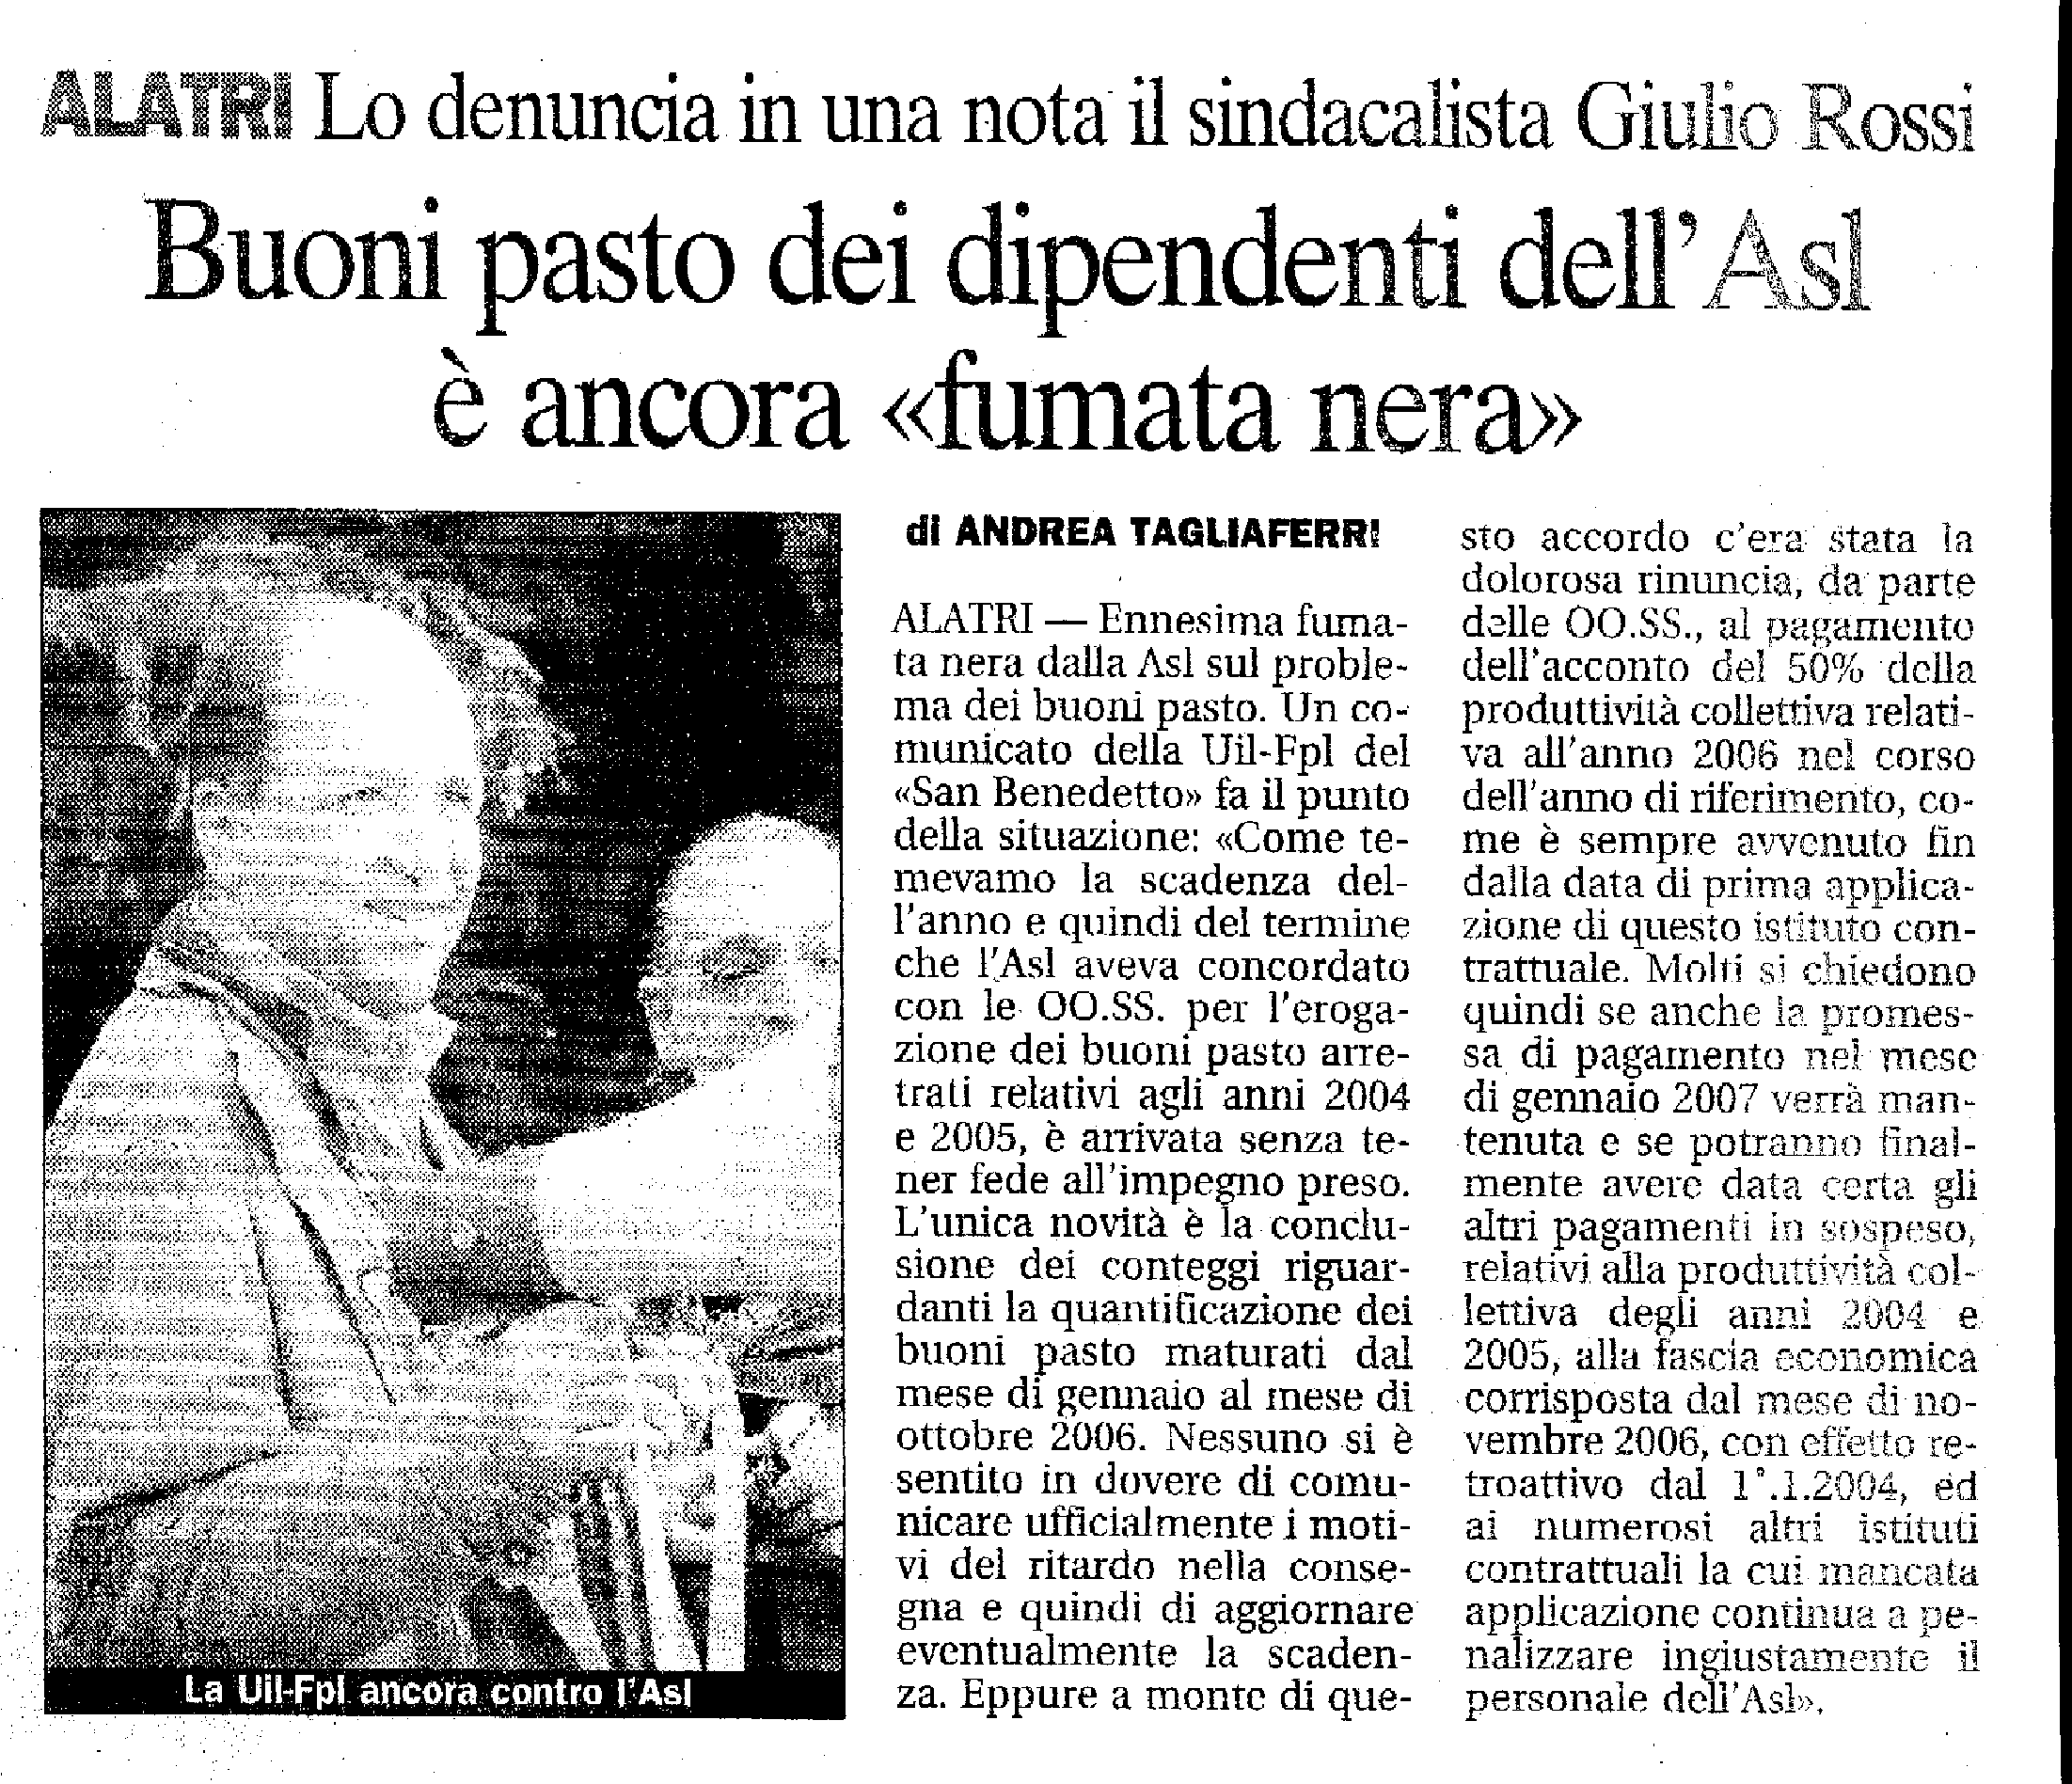 ALATRI Lo denuncia in una nota il sindacalista Giulio Rossi
Buoni pasto dei dipendenti dell'Asl
è ancora «fumata nera»
La Uil-Fpl ancora contro l'Asl
di ANDREA TAGLIAFERRI
ALATRI — Ennesima fuma-
ta nera dalla Asl sul proble-
ma dei buoni pasto. Un co-
municato della Uil-Fpl del
«San Benedetto» fa il punto
della situazione: «Come te-
mevamo la scadenza del-
l'anno e quindi del termine
che l'Asl aveva concordato
con le OO.SS. per l'eroga-
zione dei buoni pasto arre-
trati relativi agli anni 2004
e 2005, è arrivata senza te-
ner fede all'impegno preso.
L'unica novità è la conclu-
sione dei conteggi riguar-
danti la quantificazione dei
buoni pasto maturati dal
mese di gennaio al mese di
ottobre 2006. Nessuno si è
sentito in dovere di comu-
nicare ufficialmente i moti-
vi del ritardo nella conse-
gna e quindi di aggiornare
eventualmente la scaden-
za. Eppure a monte di que-
sto accordo c'era stata la
dolorosa rinuncia, da parte
delle OO.SS., al pagamento
dell'acconto del 50% della
produttività collettiva relati-
va all'anno 2006 nel corso
dell'anno di riferimento, co-
me è sempre avvenuto fin
dalla data di prima applica-
zione di questo istituto con-
trattuale. Molti si chiedono
quindi se anche la promes-
sa di pagamento nel mese
di gennaio 2007 verrà man-
tenuta e se potranno final-
mente avere data certa gli
altri pagamenti in sospeso,
relativi alla produttività col-
lettiva degli anni 2004 e
2005, alla fascia economica
corrisposta dal mese di no-
vembre 2006, con effetto re-
troattivo dal 1°.1.2004, ed
ai numerosi altri istituti
contrattuali la cui mancata
applicazione continua a pe-
nalizzare ingiustamente il
personale dell'Asl».